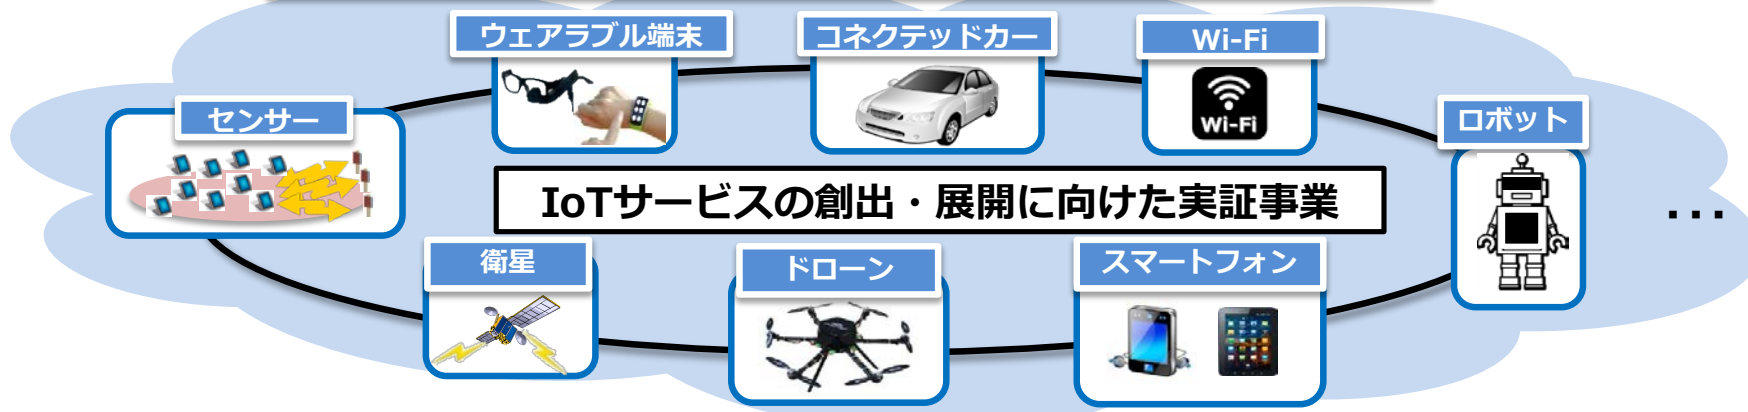 ウェアラブル端末
コネクテッドカー
Wi-Fi
センサー
Wi-Fi
ロボット
IoTサービスの創出・展開に向けた実証事業
...
衛星
ドローン
スマートフォン